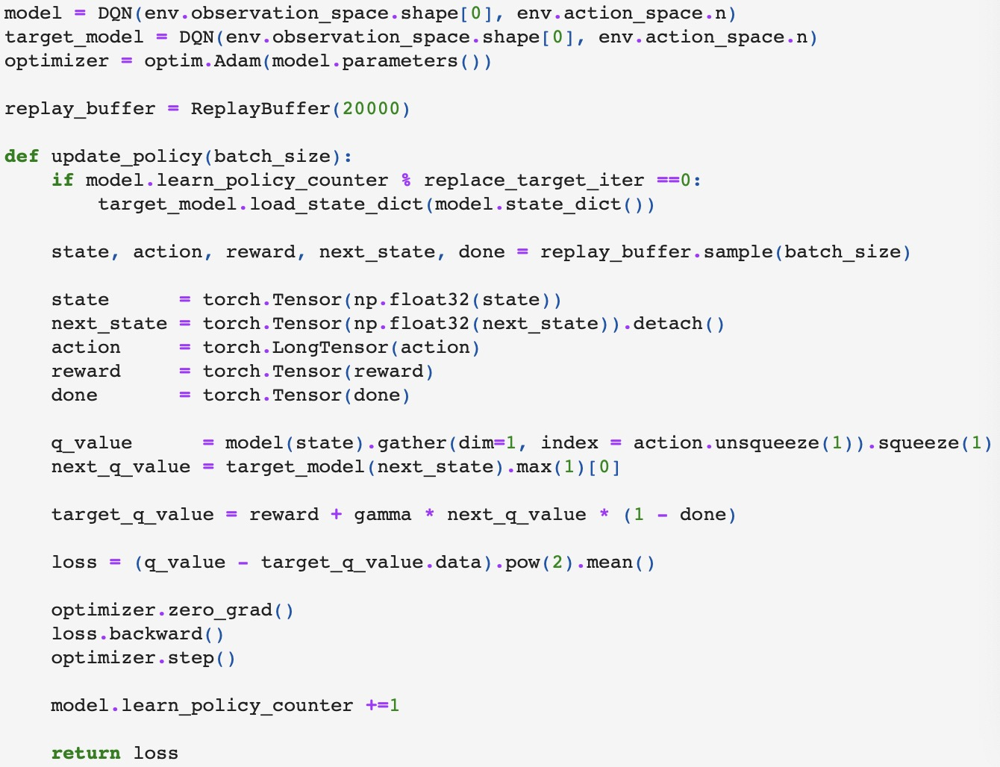 model = DQN(env.observation_space.shape[0], env.action_space.n)
target_model = DQN(env.observation_space.shape[0], env.action_space.n)
optimizer = optim.Adam(model.parameters())

replay_buffer = ReplayBuffer(20000)

def update_policy(batch_size):
    if model.learn_policy_counter % replace_target_iter ==0:
        target_model.load_state_dict(model.state_dict())

    state, action, reward, next_state, done = replay_buffer.sample(batch_size)

    state      = torch.Tensor(np.float32(state))
    next_state = torch.Tensor(np.float32(next_state)).detach()
    action     = torch.LongTensor(action)
    reward     = torch.Tensor(reward)
    done       = torch.Tensor(done)

    q_value      = model(state).gather(dim=1, index = action.unsqueeze(1)).squeeze(1)
    next_q_value = target_model(next_state).max(1)[0]

    target_q_value = reward + gamma * next_q_value * (1 - done)

    loss = (q_value - target_q_value.data).pow(2).mean()

    optimizer.zero_grad()
    loss.backward()
    optimizer.step()

    model.learn_policy_counter +=1

    return loss